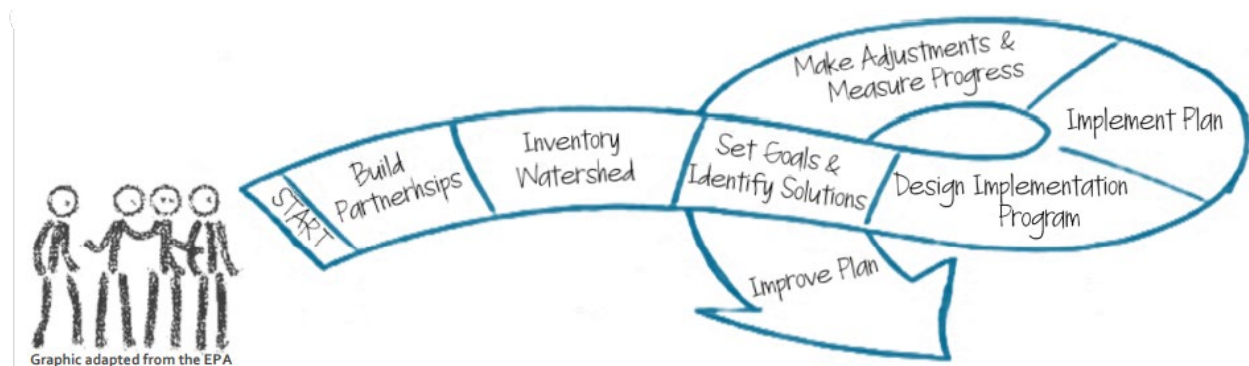 START
Build
Partnerhsips
Inventory
Watershed
Set Goals &
Identify Solutions
Design Implementation
Program
Implement Plan
Make Adjustments &
Measure Progress
Improve Plan
Graphic adapted from the EPA